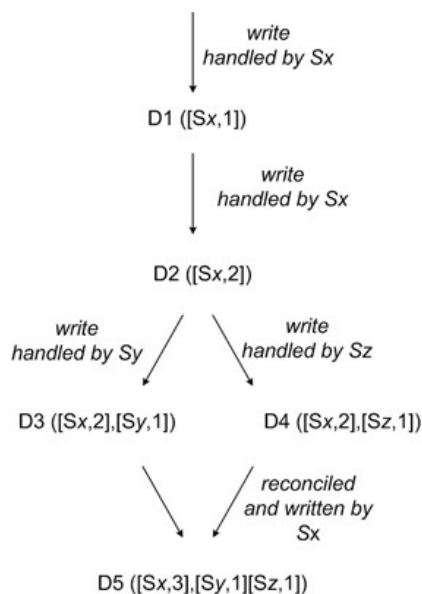 write
handled by Sx
D1 ([Sx,1])
write
handled by Sx
D2 ([Sx,2])
write
handled by Sy
write
handled by Sz
D3 ([Sx,2],[Sy,1])
D4 ([Sx,2],[Sz,1])
reconciled
and written by
Sx
D5 ([Sx,3],[Sy,1][Sz,1])